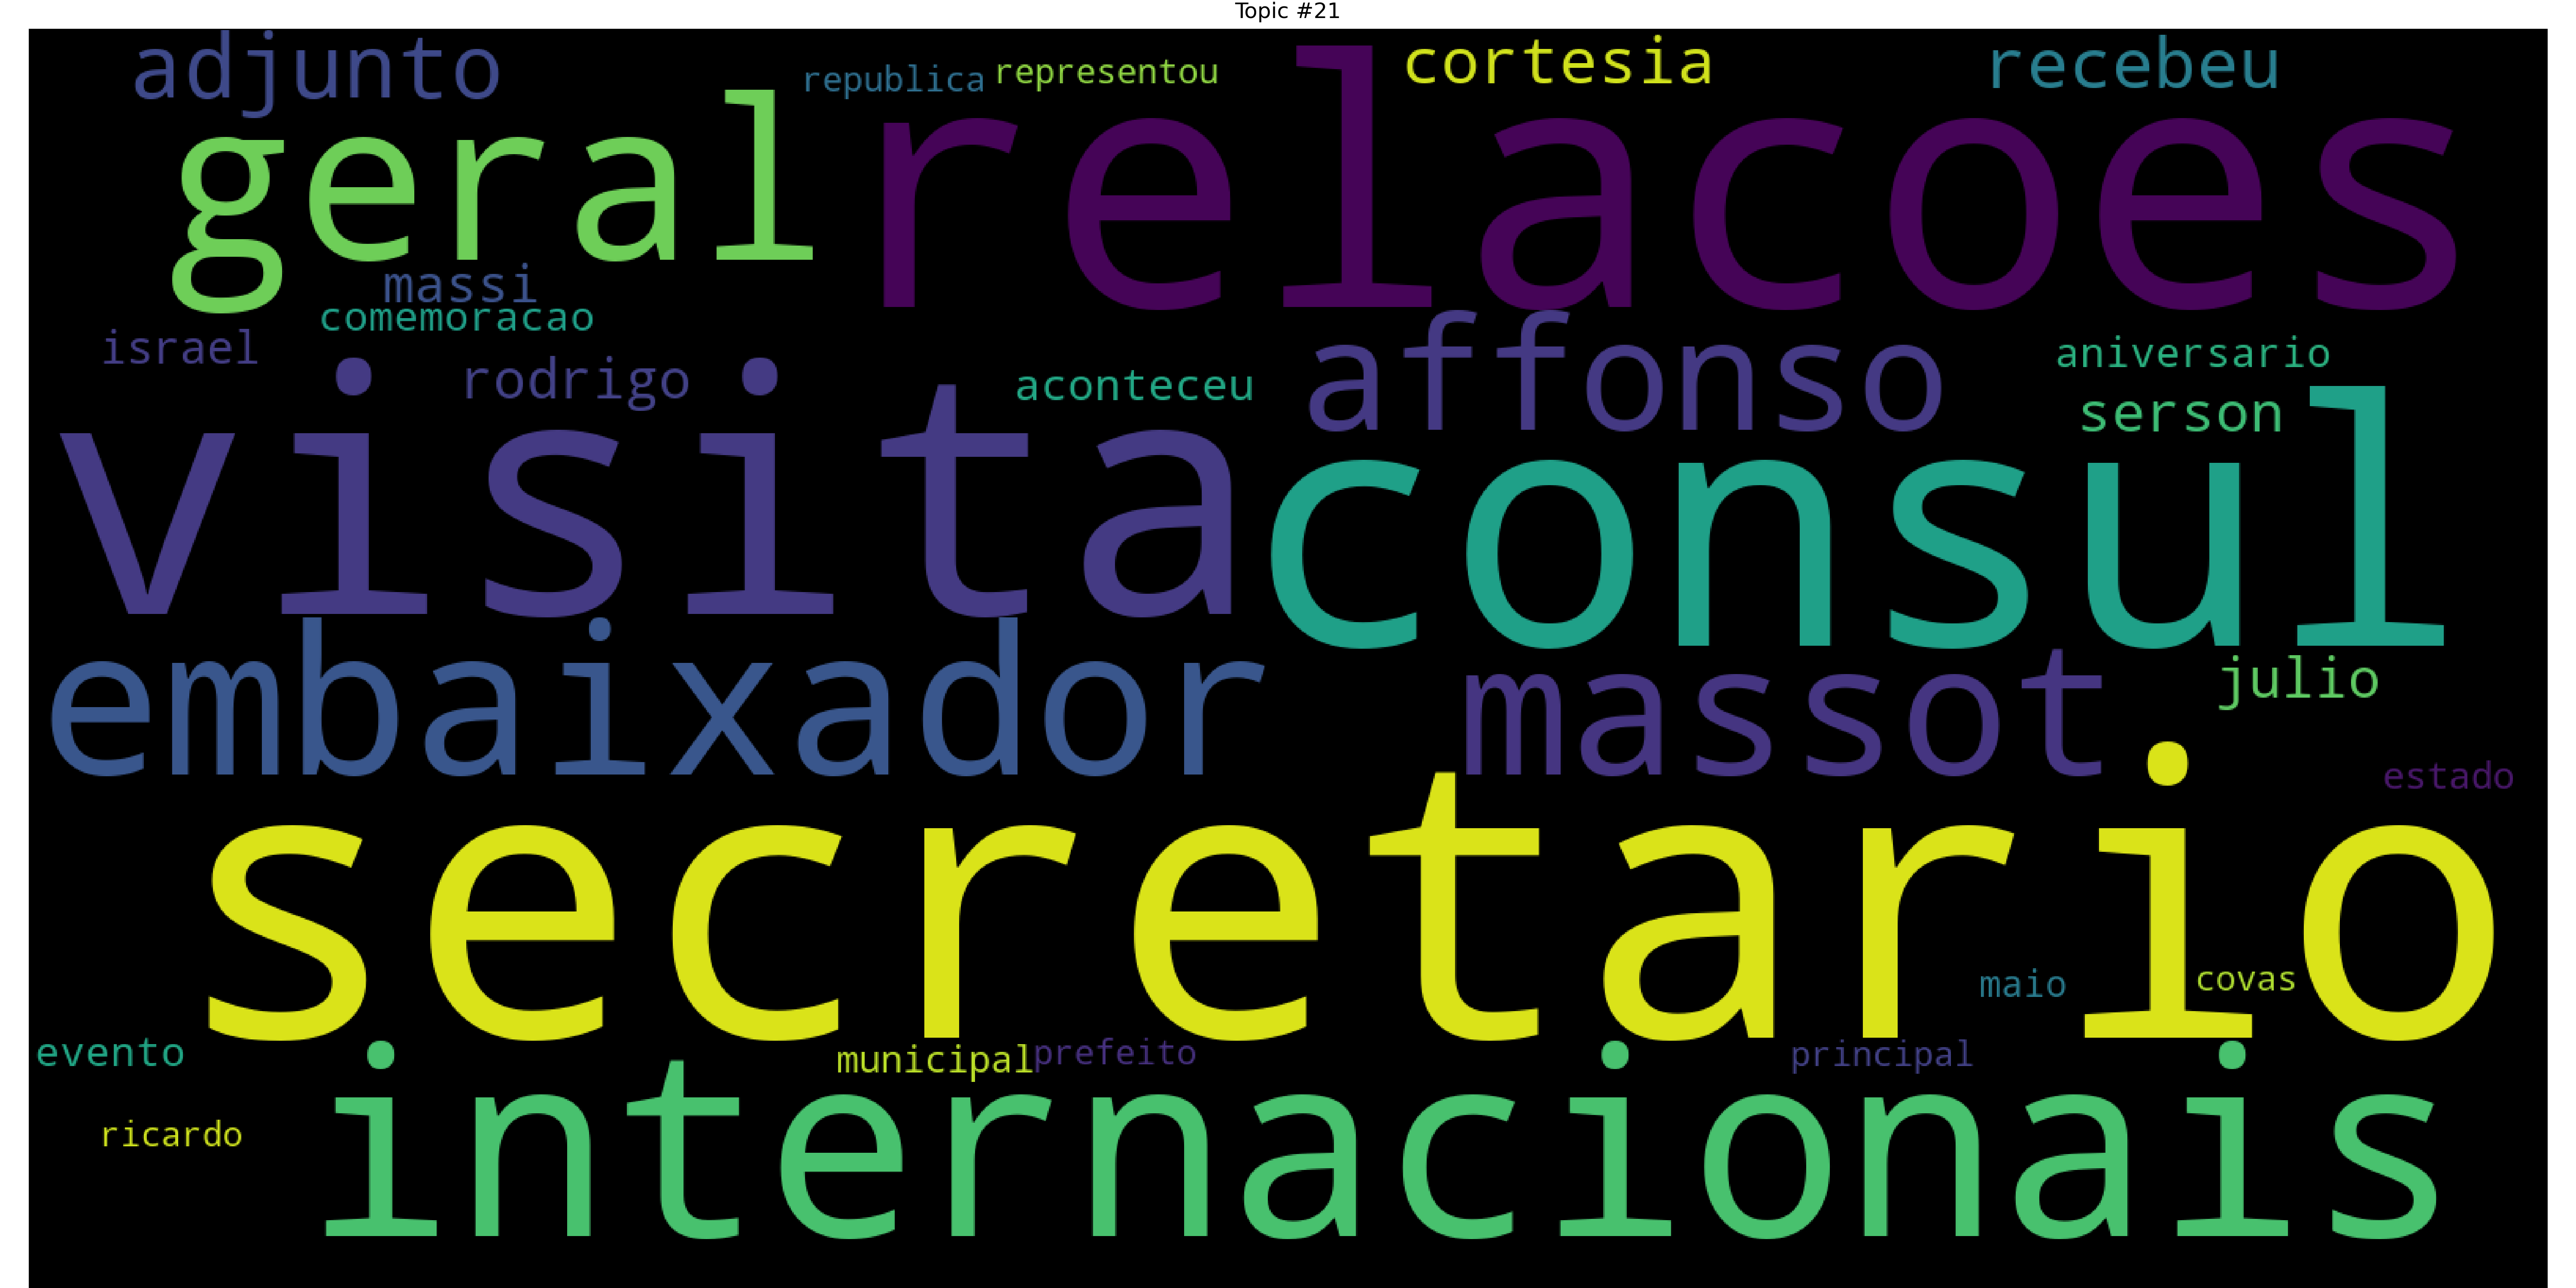 Topic #21
adjunto
republica
representou
cortesia
recebeu
geral
relacoes
massi
comemoracao
israel
rodrigo
aconteceu
affonso
aniversario
serson
visita
consul
embaixador
massot
julio
estado
secretario
maio
covas
evento
municipal
prefeito
principal
ricardo
internacionais